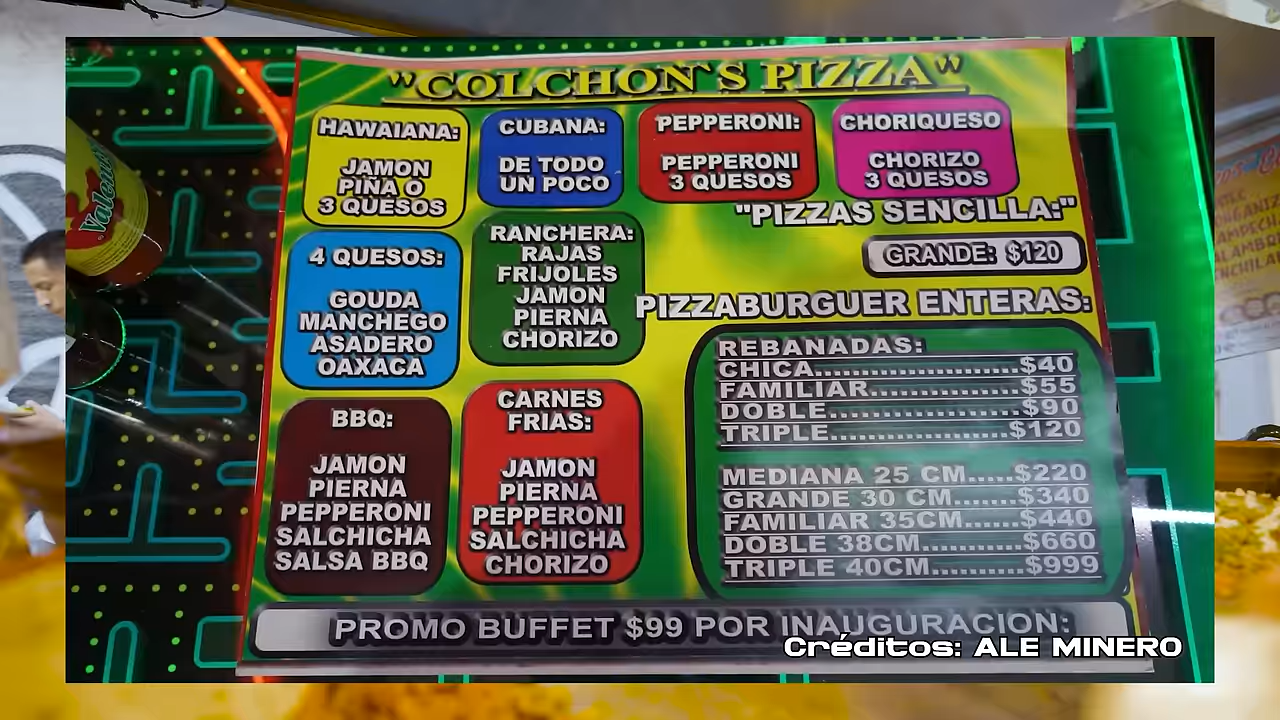 "COLCHON`S PIZZA"
HAWAIANA:
JAMON
PIÑA O
3 QUESOS
CUBANA:
DE TODO
UN POCO
PEPPERONI:
PEPPERONI
3 QUESOS
CHORIQUESO
CHORIZO
3 QUESOS
4 QUESOS:
GOUDA
MANCHEGO
ASADERO
OAXACA
RANCHERA:
RAJAS
FRIJOLES
JAMON
PIERNA
CHORIZO
"PIZZAS SENCILLA:"
GRANDE: $120
PIZZABURGUER ENTERAS:
REBANADAS:
CHICA......................$40
FAMILIAR................$55
DOBLE.....................$90
TRIPLE...................$120
MEDIANA 25 CM.....$220
GRANDE 30 CM.......$340
FAMILIAR 35CM......$440
DOBLE 38CM...........$660
TRIPLE 40CM..........$999
BBQ:
JAMON
PIERNA
PEPPERONI
SALCHICHA
SALSA BBQ
CARNES
FRIAS:
JAMON
PIERNA
PEPPERONI
SALCHICHA
CHORIZO
PROMO BUFFET $99 POR INAUGURACION:
Créditos: ALE MINERO